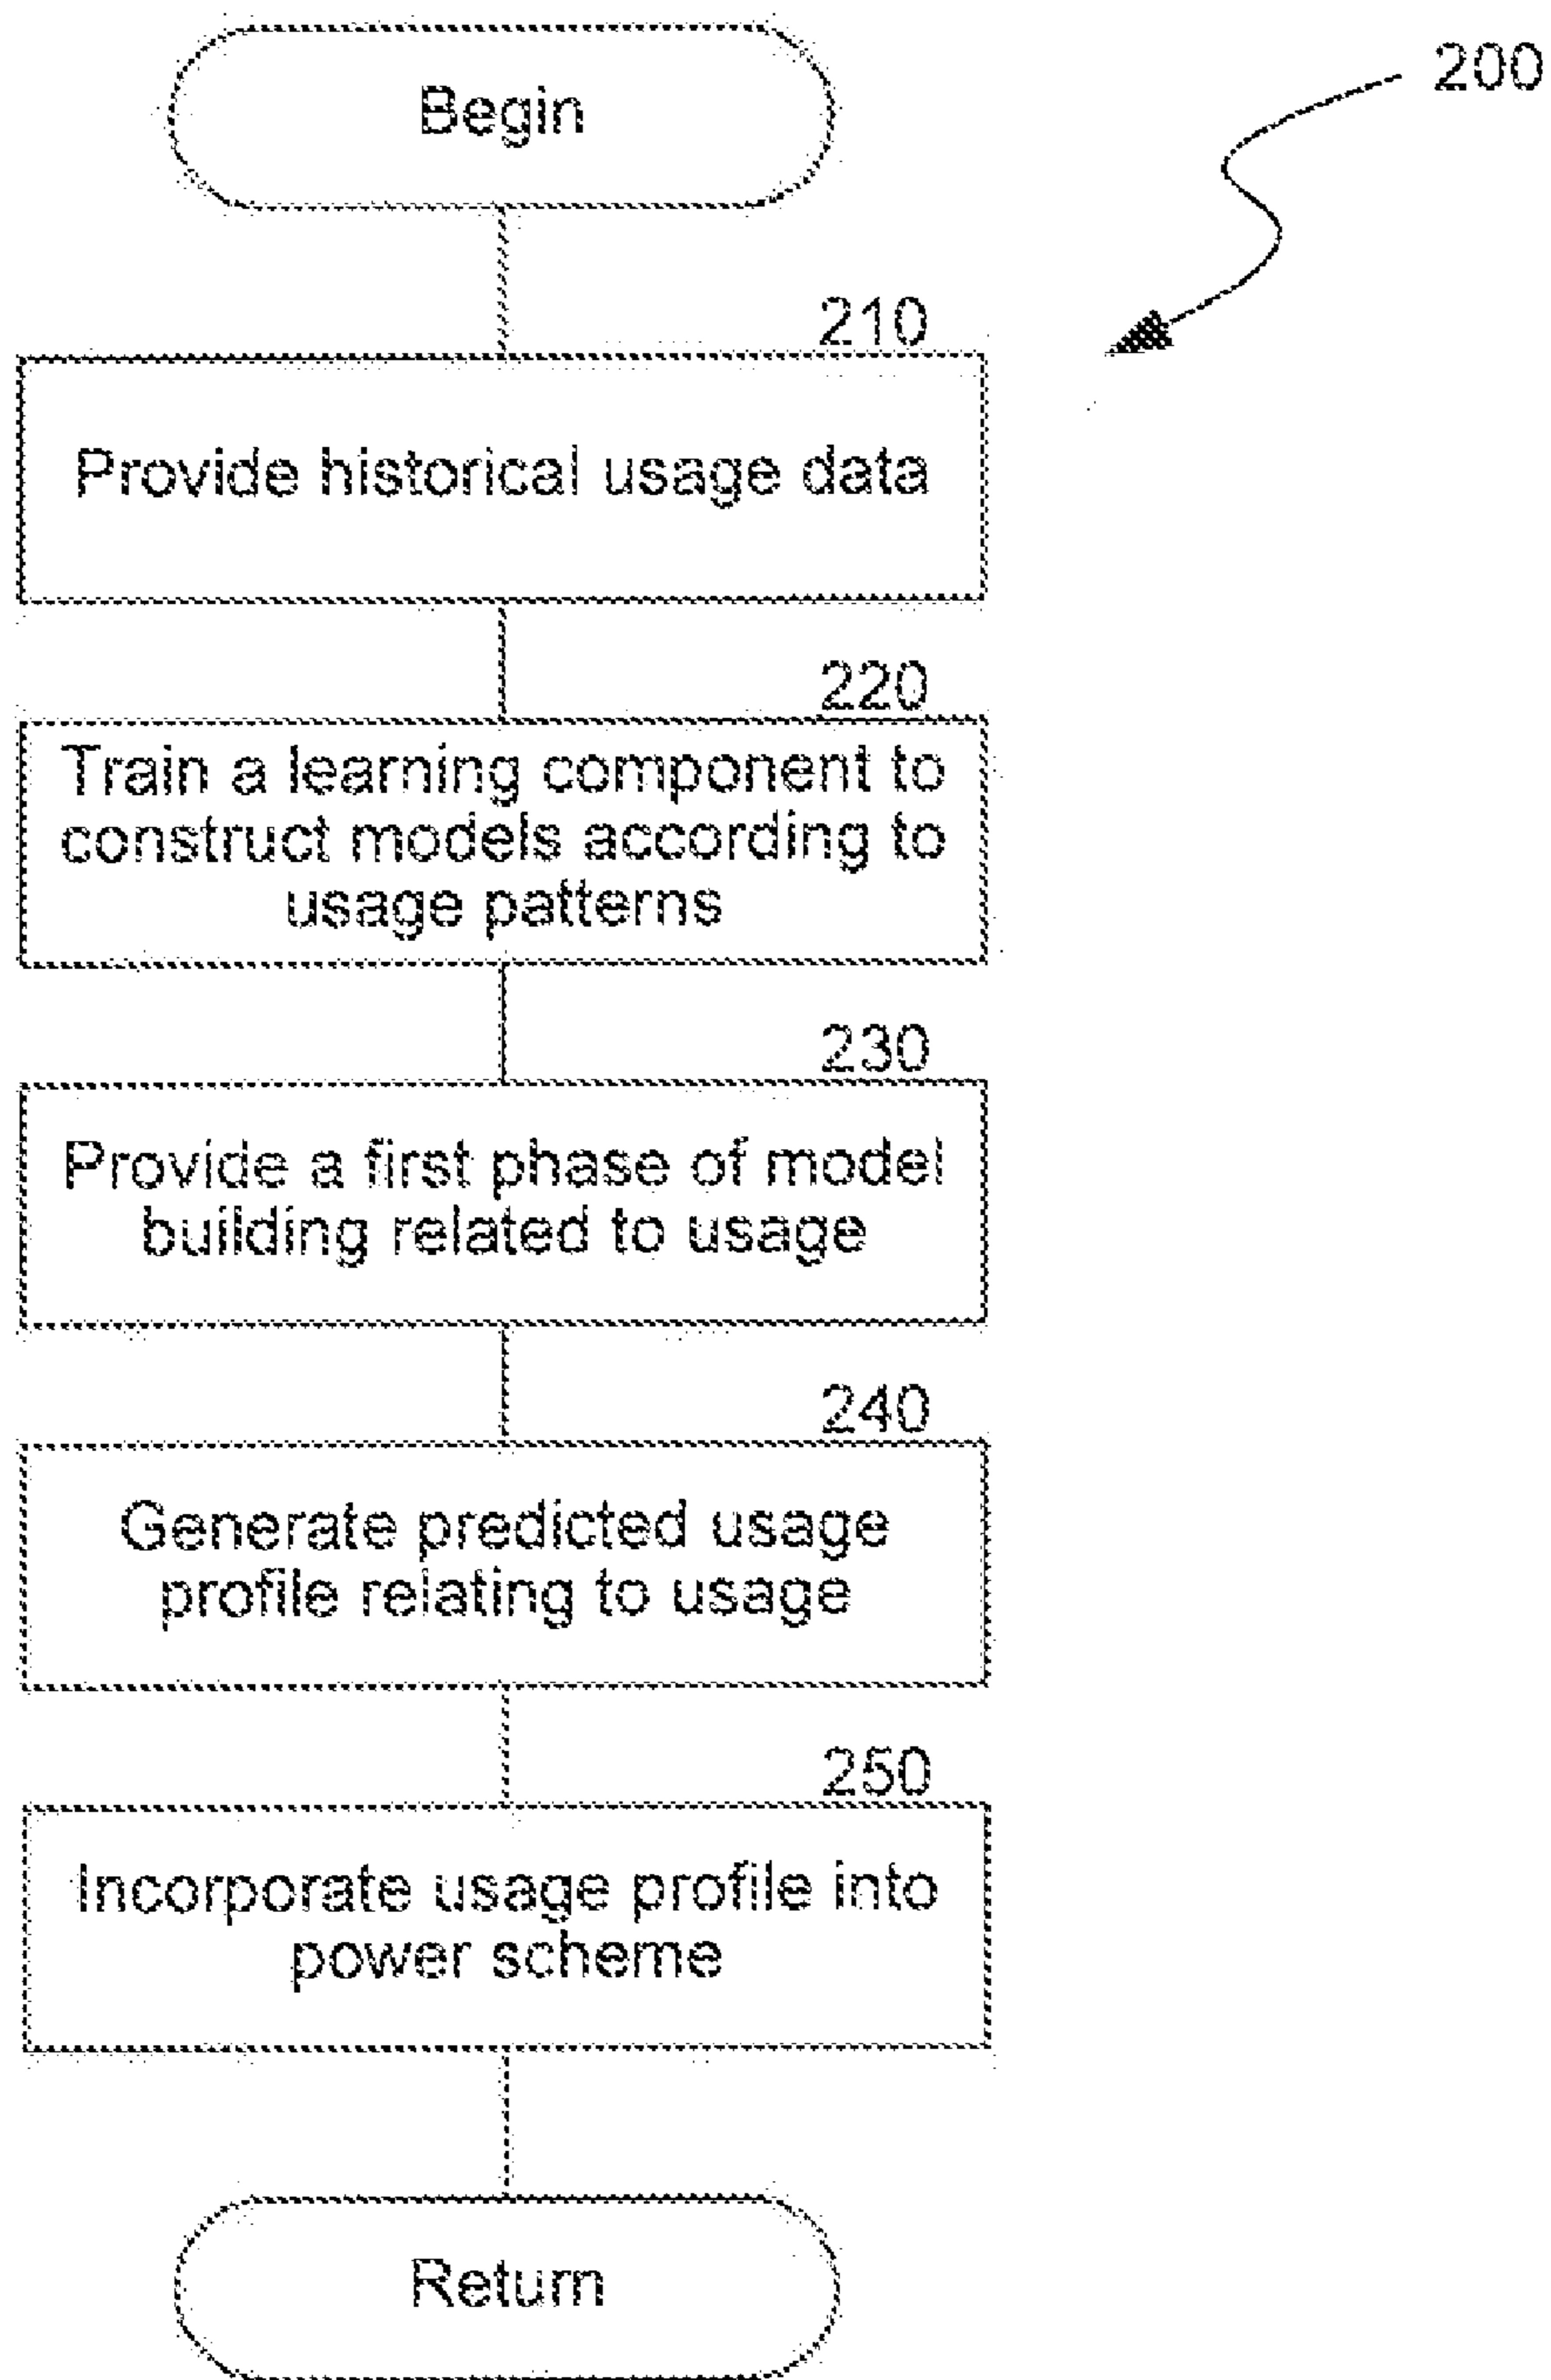 Begin
200
210
Provide historical usage data
220
Train a learning component to
construct models according to
usage patterns
230
Provide a first phase of model
building related to usage
240
Generate predicted usage
profile relating to usage
250
Incorporate usage profile into
power scheme
Return